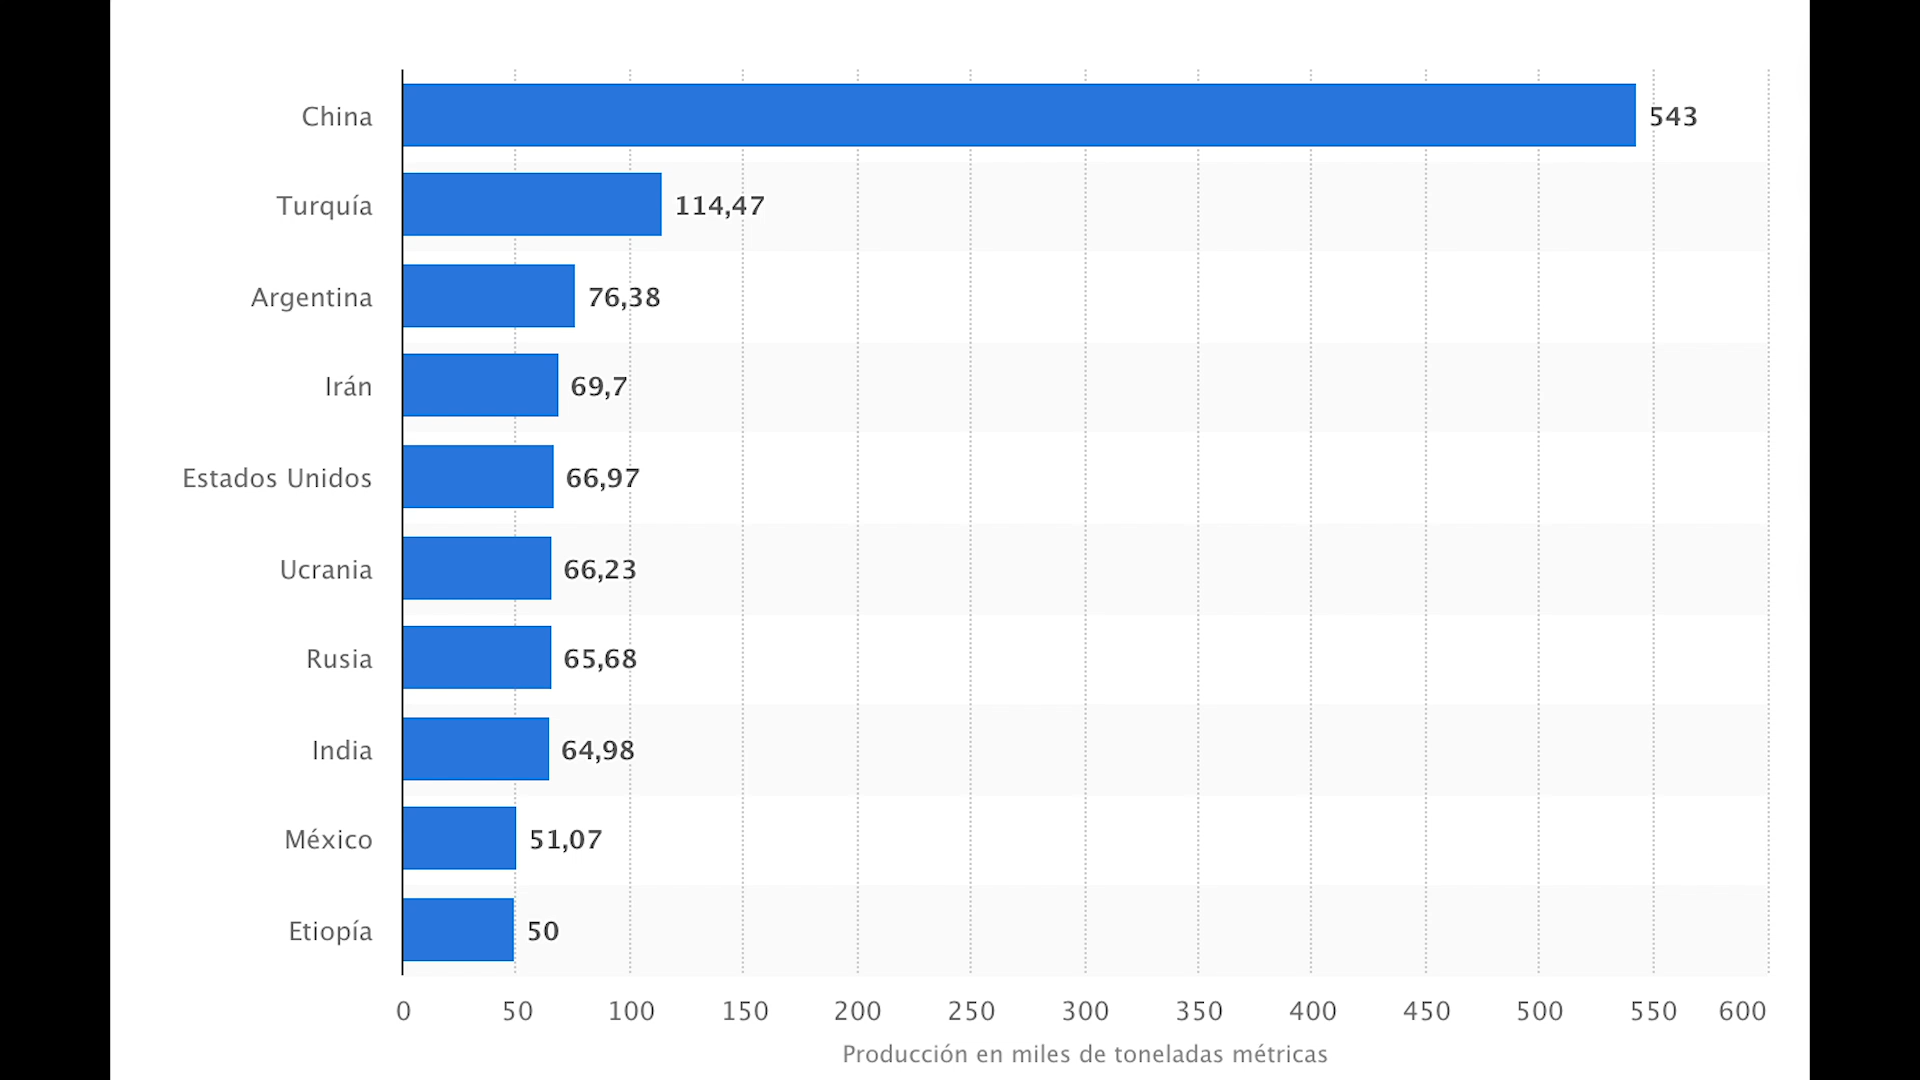 China 543
Turquía 114,47
Argentina 76,38
Irán 69,7
Estados Unidos 66,97
Ucrania 66,23
Rusia 65,68
India 64,98
México 51,07
Etiopía 50
0 50 100 150 200 250 300 350 400 450 500 550 600
Producción en miles de toneladas métricas